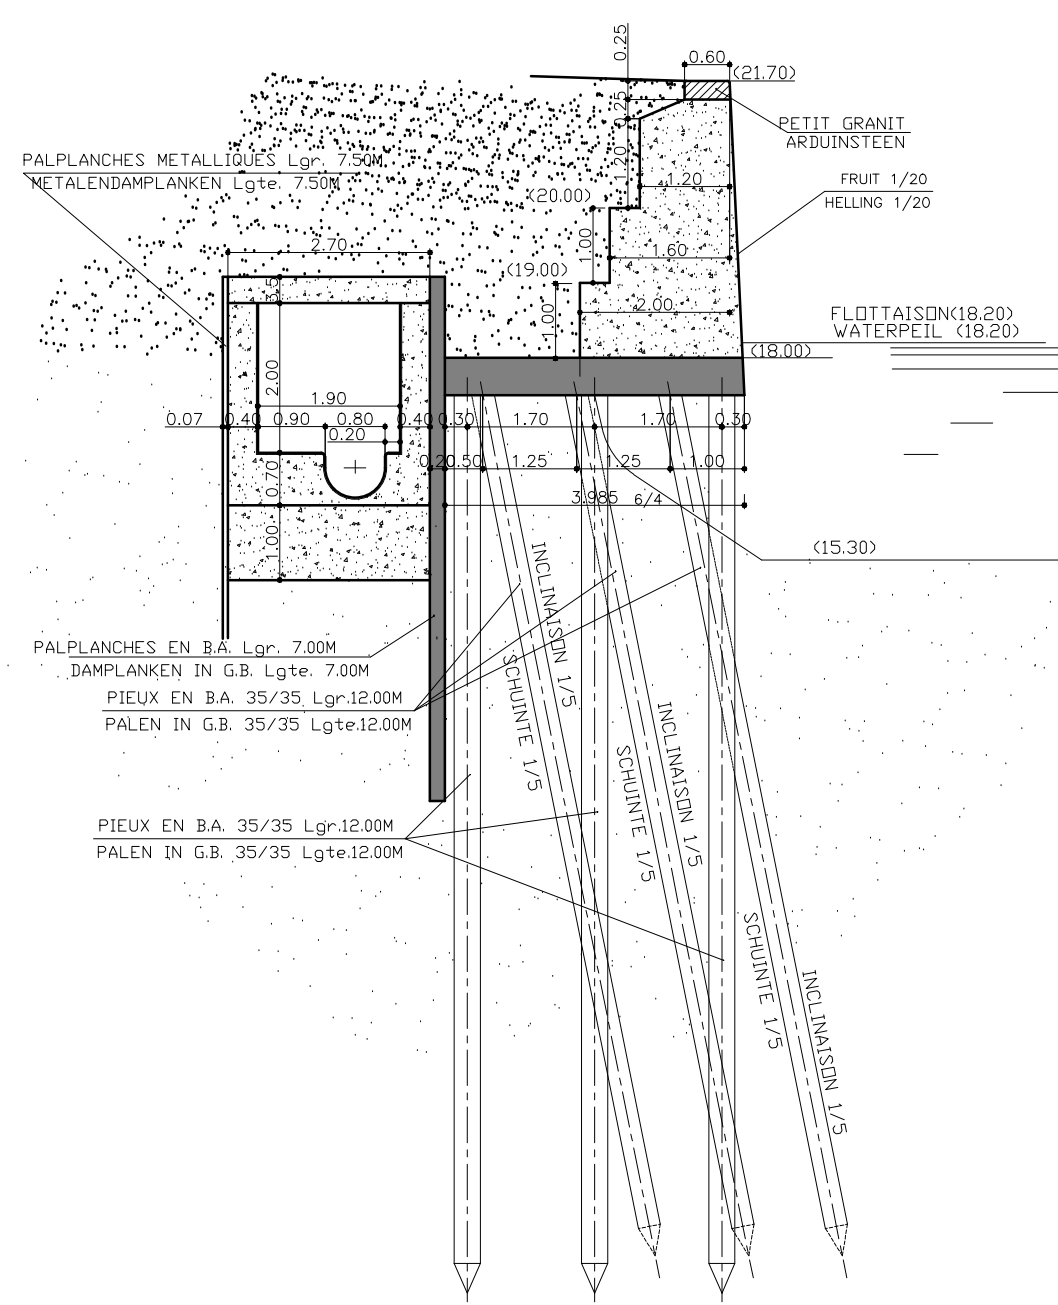 0.25
0.60
(21.70)
0.25
PETIT GRANIT
ARDUINSTEEN
PALPLANCHES METALLIQUES Lgr. 7.50M
METALENDAMPLANKEN Lgte. 7.50M
1.20
1.20
FRUIT 1/20
HELLING 1/20
(20.00)
2.70
1.00
1.60
(19.00)
1.00
2.00
FLOTTAISON(18.20)
WATERPEIL (18.20)
(18.00)
2.00
1.90
0.07
0.40
0.90
0.80
0.40
0.30
1.70
1.70
0.30
0.20
0.20
0.50
1.25
1.25
1.00
0.70
3.985
6/4
1.00
(15.30)
INCLINAISON 1/5
SCHUINTE 1/5
PALPLANCHES EN B.A. Lgr. 7.00M
DAMPLANKEN IN G.B. Lgte. 7.00M
PIEUX EN B.A. 35/35 Lgr.12.00M
PALEN IN G.B. 35/35 Lgte.12.00M
INCLINAISON 1/5
SCHUINTE 1/5
PIEUX EN B.A. 35/35 Lgr.12.00M
PALEN IN G.B. 35/35 Lgte.12.00M
SCHUINTE 1/5
INCLINAISON 1/5